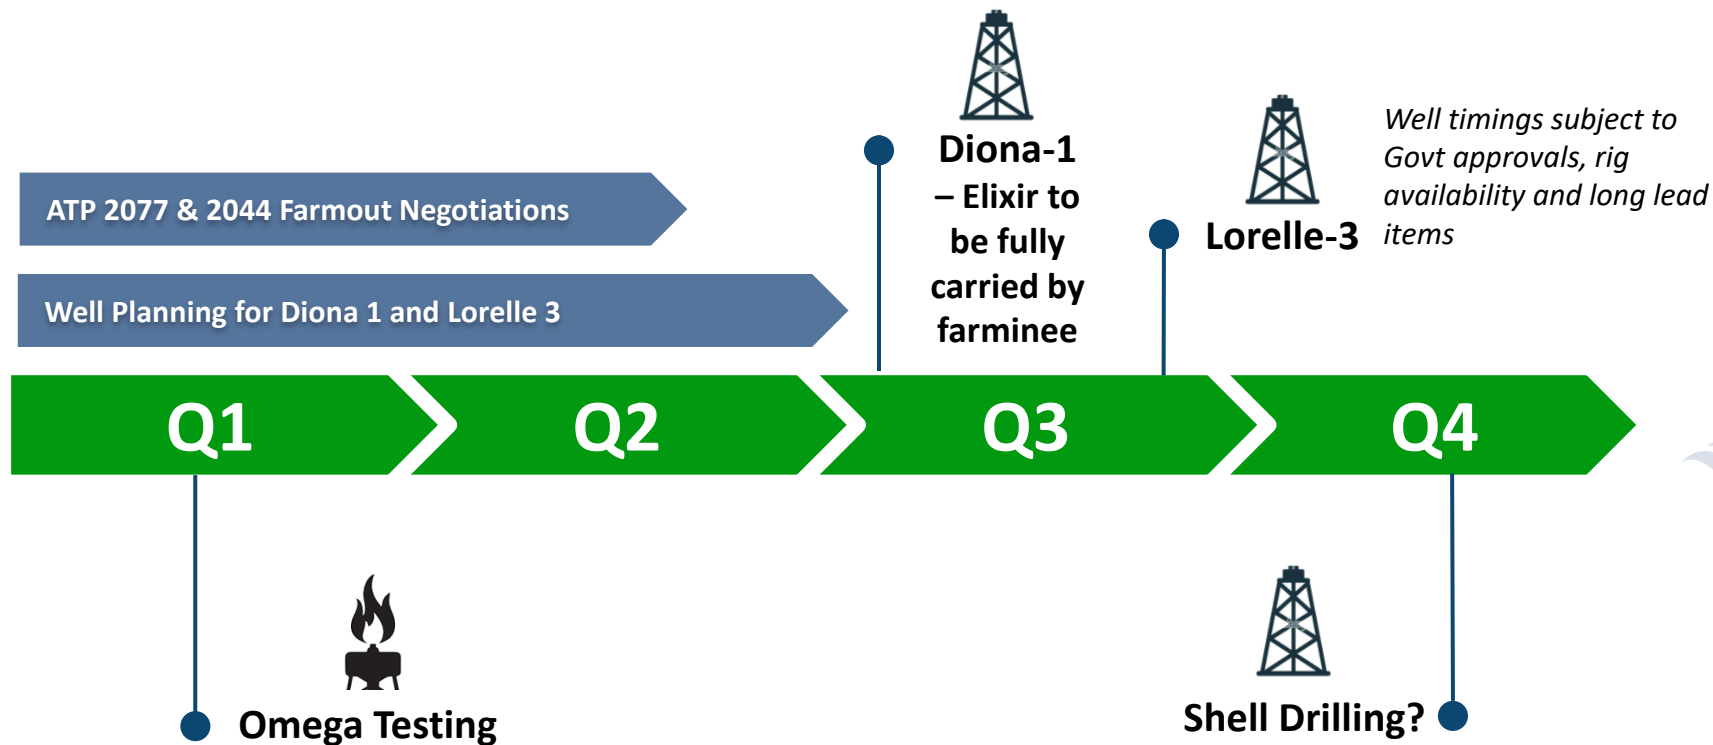 Diona-1
– Elixir to
be fully
carried by
farminee
Lorelle-3
Well timings subject to
Govt approvals, rig
availability and long lead
items
ATP 2077 & 2044 Farmout Negotiations
Well Planning for Diona 1 and Lorelle 3
Q1
Q2
Q3
Q4
Omega Testing
Shell Drilling?